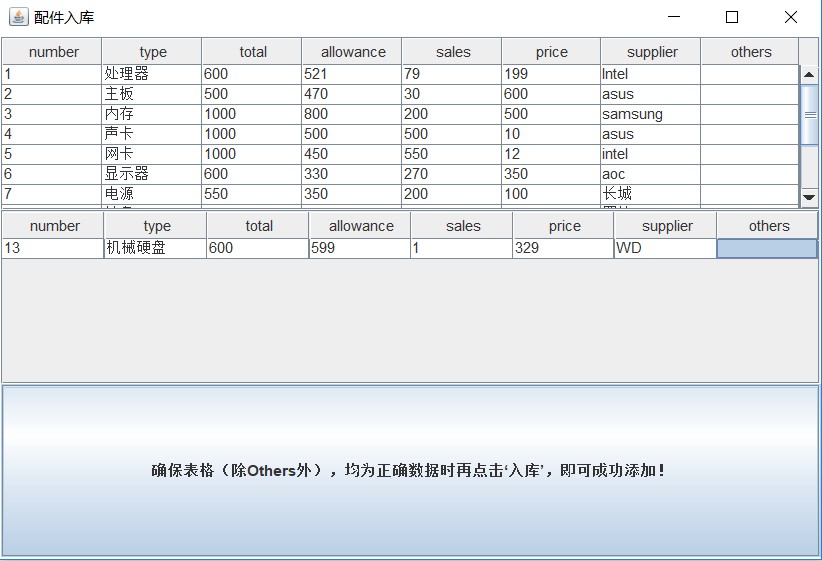 配件入库
number type total allowance sales price supplier others
1 处理器 600 521 79 199 Intel
2 主板 500 470 30 600 asus
3 内存 1000 800 200 500 samsung
4 声卡 1000 500 500 10 asus
5 网卡 1000 450 550 12 intel
6 显示器 600 330 270 350 aoc
7 电源 550 350 200 100 长城
number type total allowance sales price supplier others
13 机械硬盘 600 599 1 329 WD
确保表格（除Others外），均为正确数据时再点击‘入库’，即可成功添加！